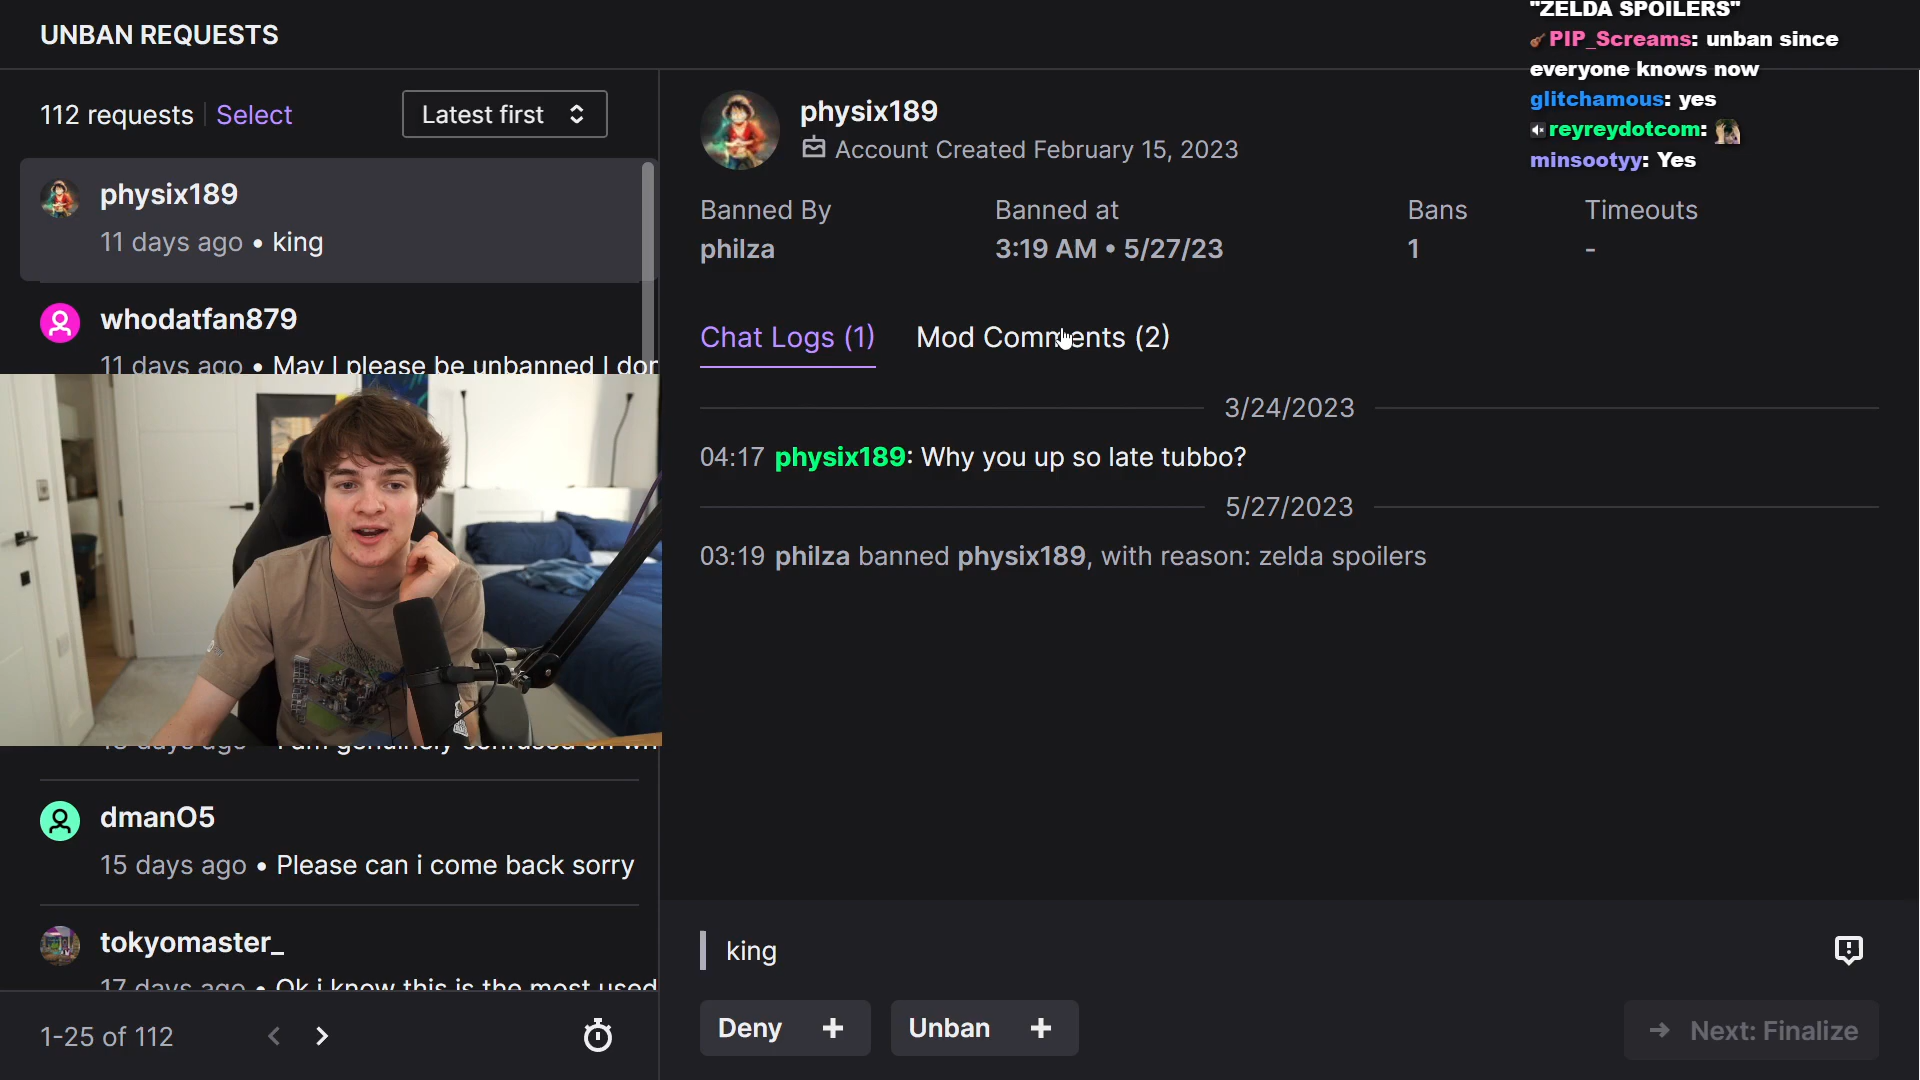 UNBAN REQUESTS
112 requests
Select
Latest first
physix189
11 days ago • king
whodatfan879
11 days ago • May I please be unbanned I dor
dmanO5
15 days ago • Please can i come back sorry
tokyomaster_
17 days ago • Ok i know this is the most used
1-25 of 112
physix189
Account Created February 15, 2023
Banned By
philza
Banned at
3:19 AM • 5/27/23
Bans
1
Timeouts
-
Chat Logs (1)
Mod Comments (2)
3/24/2023
04:17 physix189: Why you up so late tubbo?
5/27/2023
03:19 philza banned physix189, with reason: zelda spoilers
king
Deny +
Unban +
→ Next: Finalize
"ZELDA SPOILERS"
PIP_Screams: unban since
everyone knows now
glitchamous: yes
reyreydotcom:
minsootyy: Yes